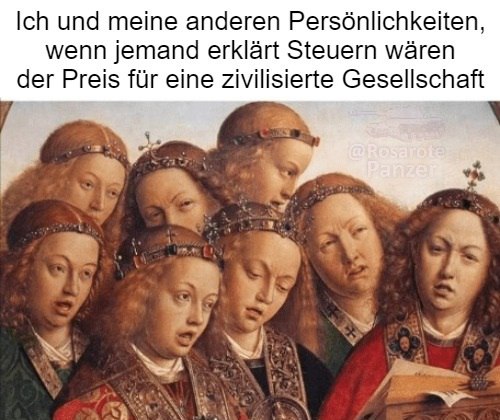 Ich und meine anderen Persönlichkeiten,
wenn jemand erklärt Steuern wären
der Preis für eine zivilisierte Gesellschaft
@Rosarote
Panzer